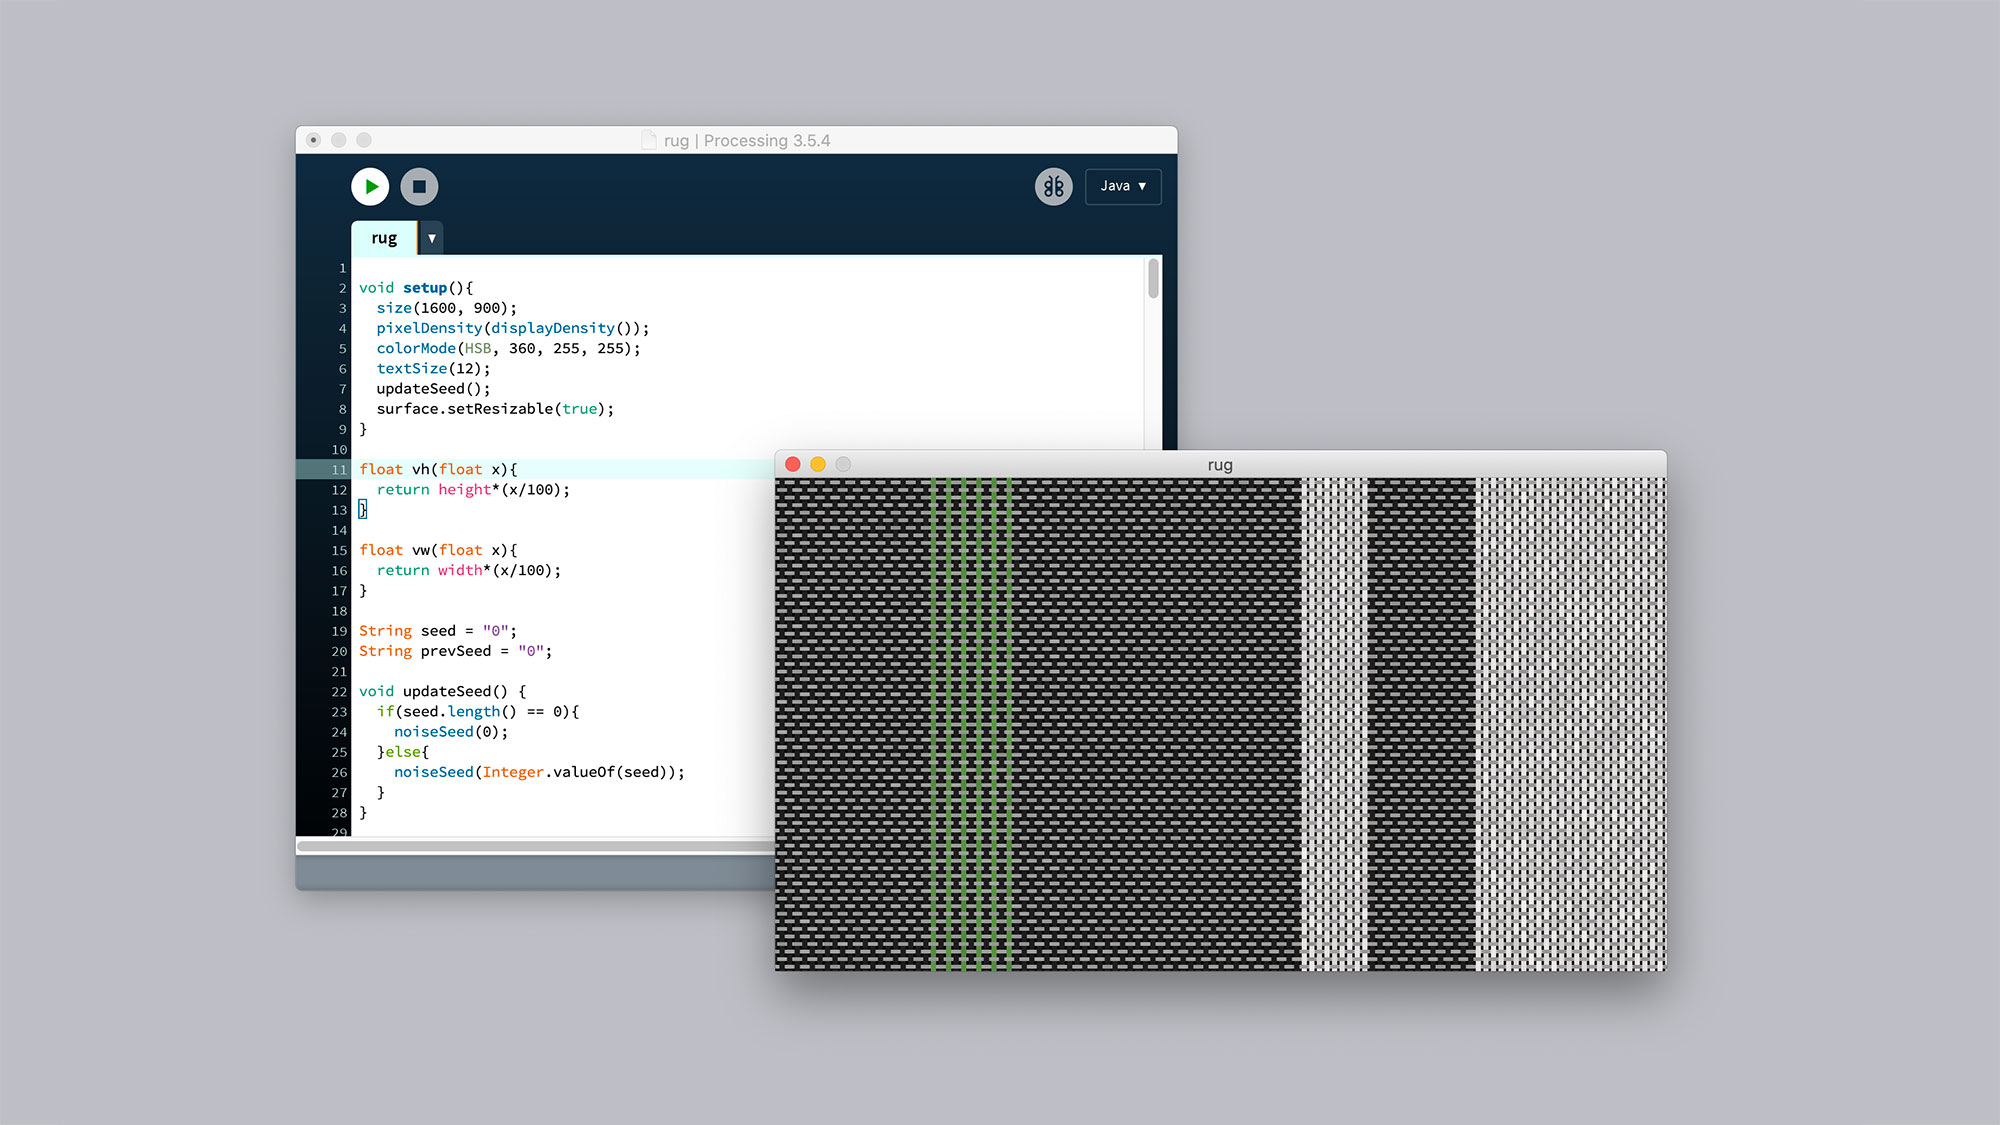 rug | Processing 3.5.4
Java ▼
rug ▼
1
2 void setup(){
3 size(1600, 900);
4 pixelDensity(displayDensity());
5 colorMode(HSB, 360, 255, 255);
6 textSize(12);
7 updateSeed();
8 surface.setResizable(true);
9 }
10
11 float vh(float x){
12 return height*(x/100);
13 }
14
15 float vw(float x){
16 return width*(x/100);
17 }
18
19 String seed = "0";
20 String prevSeed = "0";
21
22 void updateSeed() {
23 if(seed.length() == 0){
24 noiseSeed(0);
25 }else{
26 noiseSeed(Integer.valueOf(seed));
27 }
28 }
29
rug